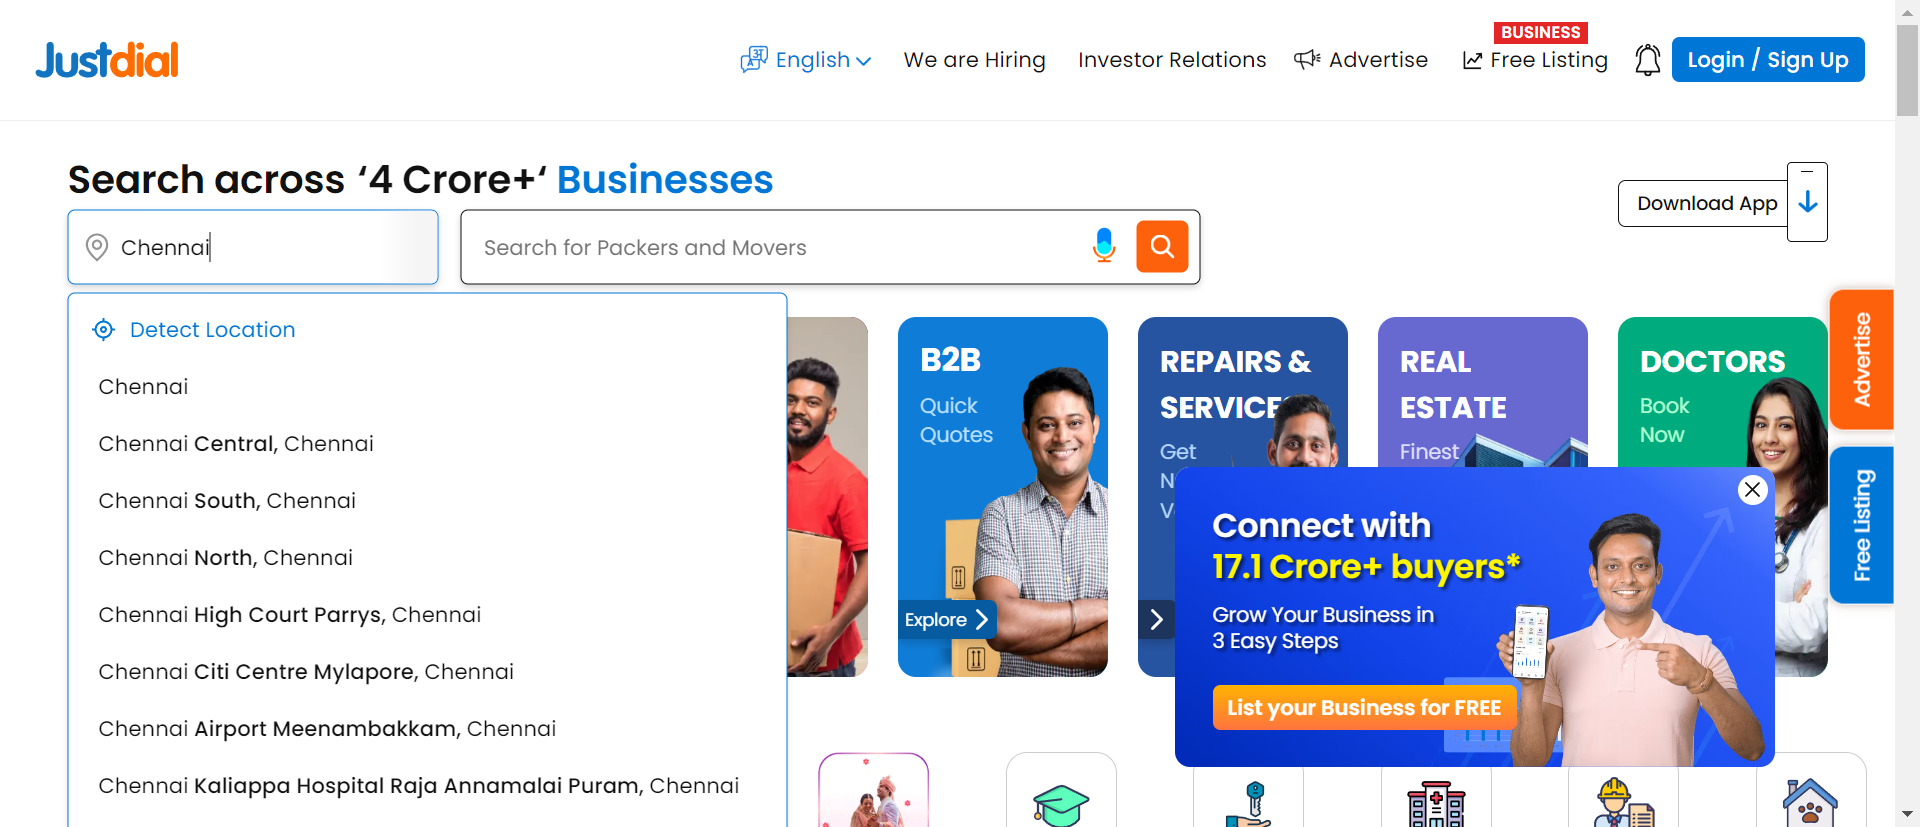 Justdial
English
We are Hiring
Investor Relations
Advertise
BUSINESS
Free Listing
Login / Sign Up
Search across ‘4 Crore+‘ Businesses
Download App
Chennai
Search for Packers and Movers
Detect Location
Chennai
Chennai Central, Chennai
Chennai South, Chennai
Chennai North, Chennai
Chennai High Court Parrys, Chennai
Chennai Citi Centre Mylapore, Chennai
Chennai Airport Meenambakkam, Chennai
Chennai Kaliappa Hospital Raja Annamalai Puram, Chennai
B2B
Quick
Quotes
Explore
REPAIRS &
SERVICES
Get
N
V
REAL
ESTATE
Finest
DOCTORS
Book
Now
Advertise
Free Listing
Connect with
17.1 Crore+ buyers*
Grow Your Business in
3 Easy Steps
List your Business for FREE